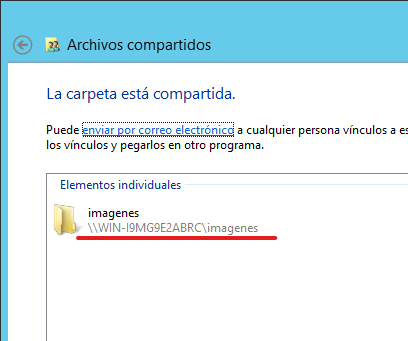 Archivos compartidos
La carpeta está compartida.
Puede enviar por correo electrónico a cualquier persona vínculos a es
los vínculos y pegarlos en otro programa.
Elementos individuales
imagenes
\\WIN-I9MG9E2ABRC\imagenes